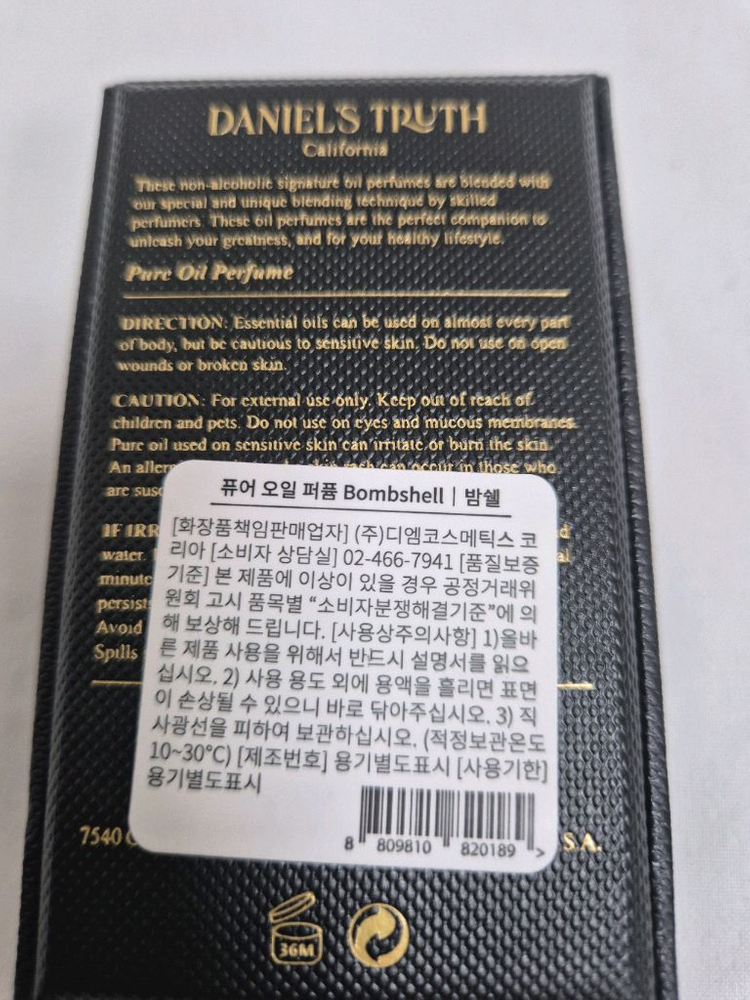 DANIEL'S TRUTH
California
These non-alcoholic signature oil perfumes are blended with
our special and unique blending technique by skilled
perfumers. These oil perfumes are the perfect companion to
unleash your greatness, and for your healthy lifestyle.
Pure Oil Perfume
DIRECTION: Essential oils can be used on almost every part
of body, but be cautious to sensitive skin. Do not use on open
wounds or broken skin.
CAUTION: For external use only. Keep out of reach of
children and pets. Do not use on eyes and mucous membranes.
Pure oil used on sensitive skin can irritate or burn the skin.
An can occur in those who
are
IF
water.
Avoid
Spills
퓨어 오일 퍼퓸 Bombshell | 밤쉘
[화장품책임판매업자] (주)디엠코스메틱스 코
리아 [소비자 상담실] 02-466-7941 [품질보증
기준] 본 제품에 이상이 있을 경우 공정거래위
원회 고시 품목별 “소비자분쟁해결기준”에 의
해 보상해 드립니다. [사용상주의사항] 1)올바
른 제품 사용을 위해서 반드시 설명서를 읽으
십시오. 2) 사용 용도 외에 용액을 흘리면 표면
이 손상될 수 있으니 바로 닦아주십시오. 3) 직
사광선을 피하여 보관하십시오. (적정보관온도
10~30°C) [제조번호] 용기별도표시 [사용기한]
용기별도표시
8 809810 820189 >
7540 S.A.
36M